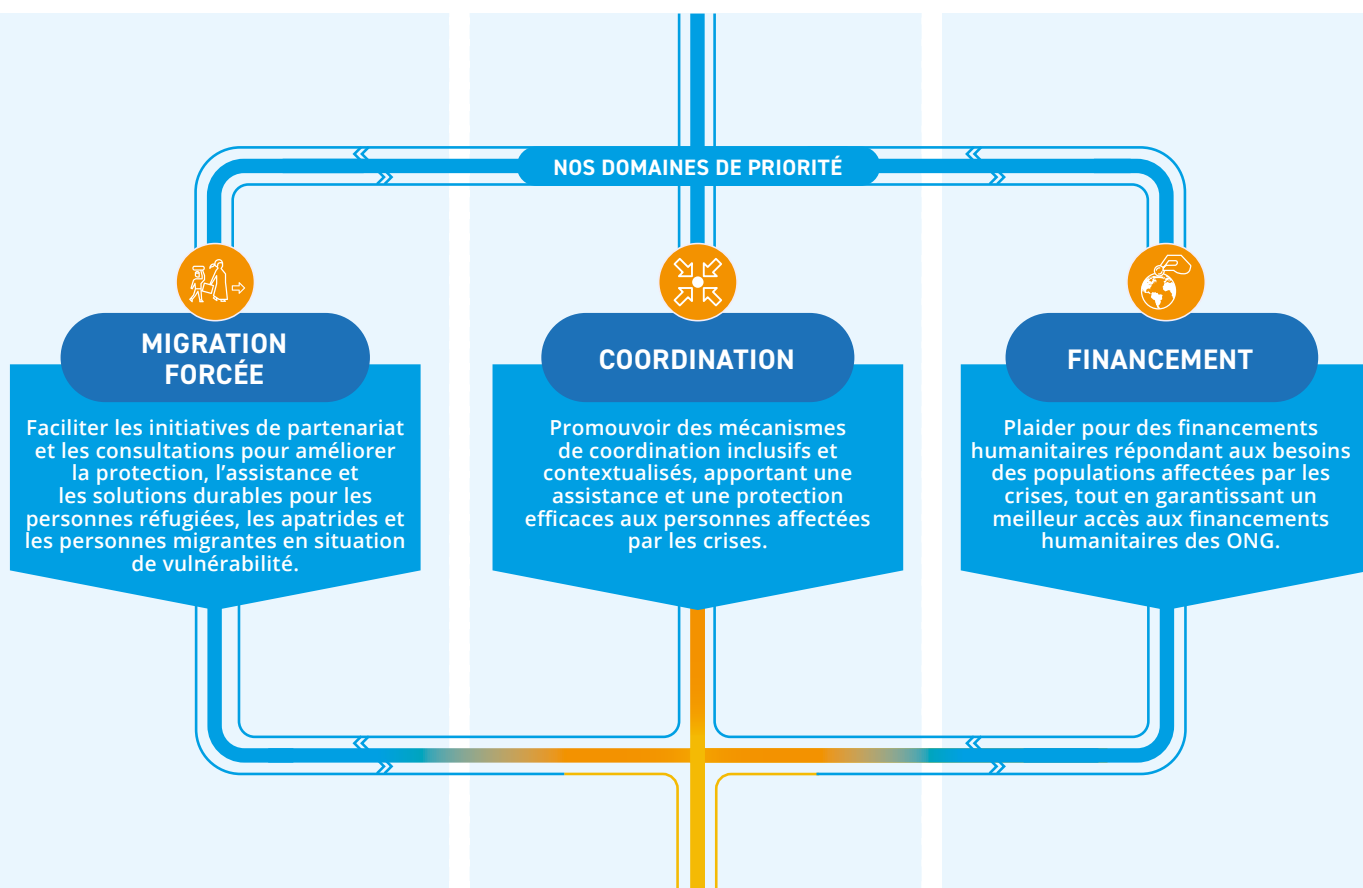 NOS DOMAINES DE PRIORITÉ
MIGRATION
FORCÉE
Faciliter les initiatives de partenariat
et les consultations pour améliorer
la protection, l’assistance et
les solutions durables pour les
personnes réfugiées, les apatrides et
les personnes migrantes en situation
de vulnérabilité.
COORDINATION
Promouvoir des mécanismes
de coordination inclusifs et
contextualisés, apportant une
assistance et une protection
efficaces aux personnes affectées
par les crises.
FINANCEMENT
Plaider pour des financements
humanitaires répondant aux besoins
des populations affectées par les
crises, tout en garantissant un
meilleur accès aux financements
humanitaires des ONG.